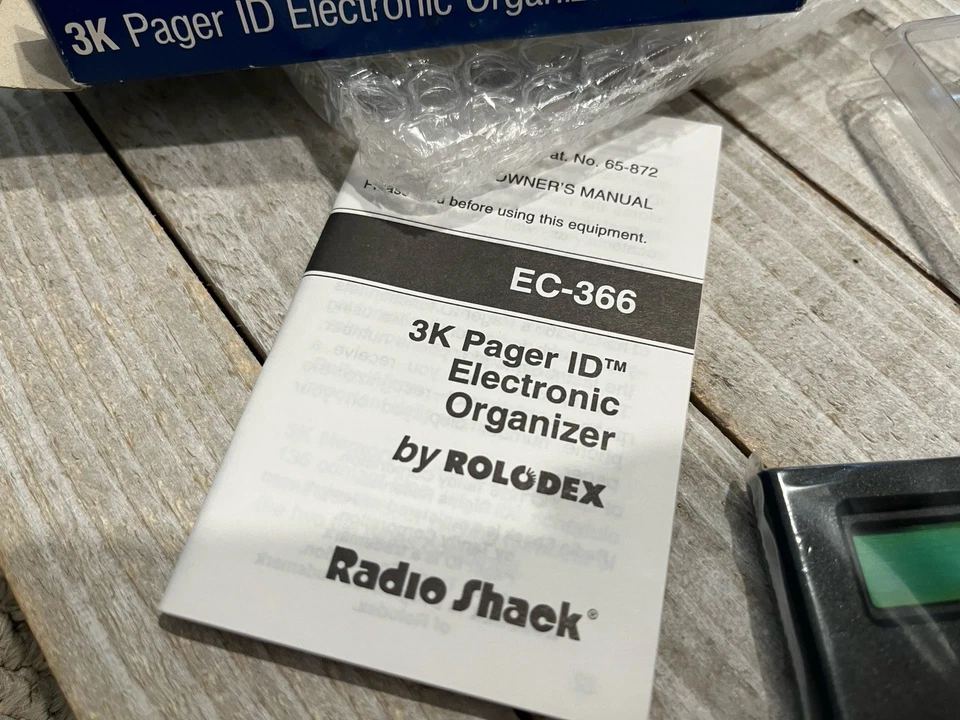 3K Pager ID Electronic Organiz
at. No. 65-872
OWNER'S MANUAL
before using this equipment.
EC-366
3K Pager ID™
Electronic
Organizer
by ROLODEX
Radio Shack®